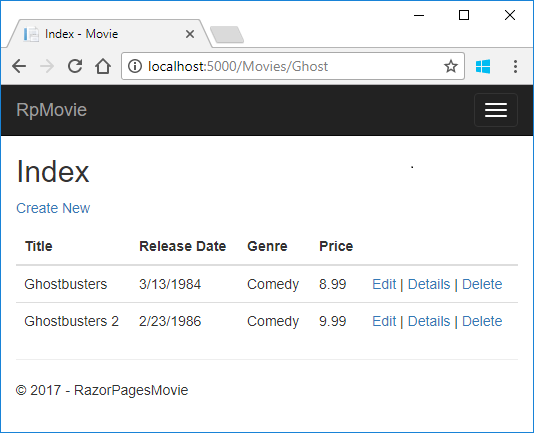 Index - Movie
localhost:5000/Movies/Ghost
RpMovie
Index
Create New
Title Release Date Genre Price
Ghostbusters 3/13/1984 Comedy 8.99 Edit | Details | Delete
Ghostbusters 2 2/23/1986 Comedy 9.99 Edit | Details | Delete
© 2017 - RazorPagesMovie